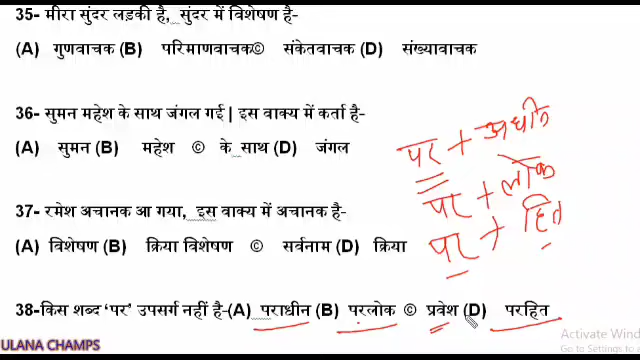 35- मीरा सुंदर लड़की है, सुंदर में विशेषण है-
(A) गुणवाचक (B) परिमाणवाचक© संकेतवाचक (D) संख्यावाचक
36- सुमन महेश के साथ जंगल गई | इस वाक्य में कर्ता है-
(A) सुमन (B) महेश © के साथ (D) जंगल
पर + अधीन
पर + लोक
पर + हित
37- रमेश अचानक आ गया, इस वाक्य में अचानक है-
(A) विशेषण (B) क्रिया विशेषण © सर्वनाम (D) क्रिया
38-किस शब्द 'पर' उपसर्ग नहीं है-(A) पराधीन (B) परलोक © प्रवेश (D) परहित
Activate Wind
Go to Settings to
ULANA CHAMPS